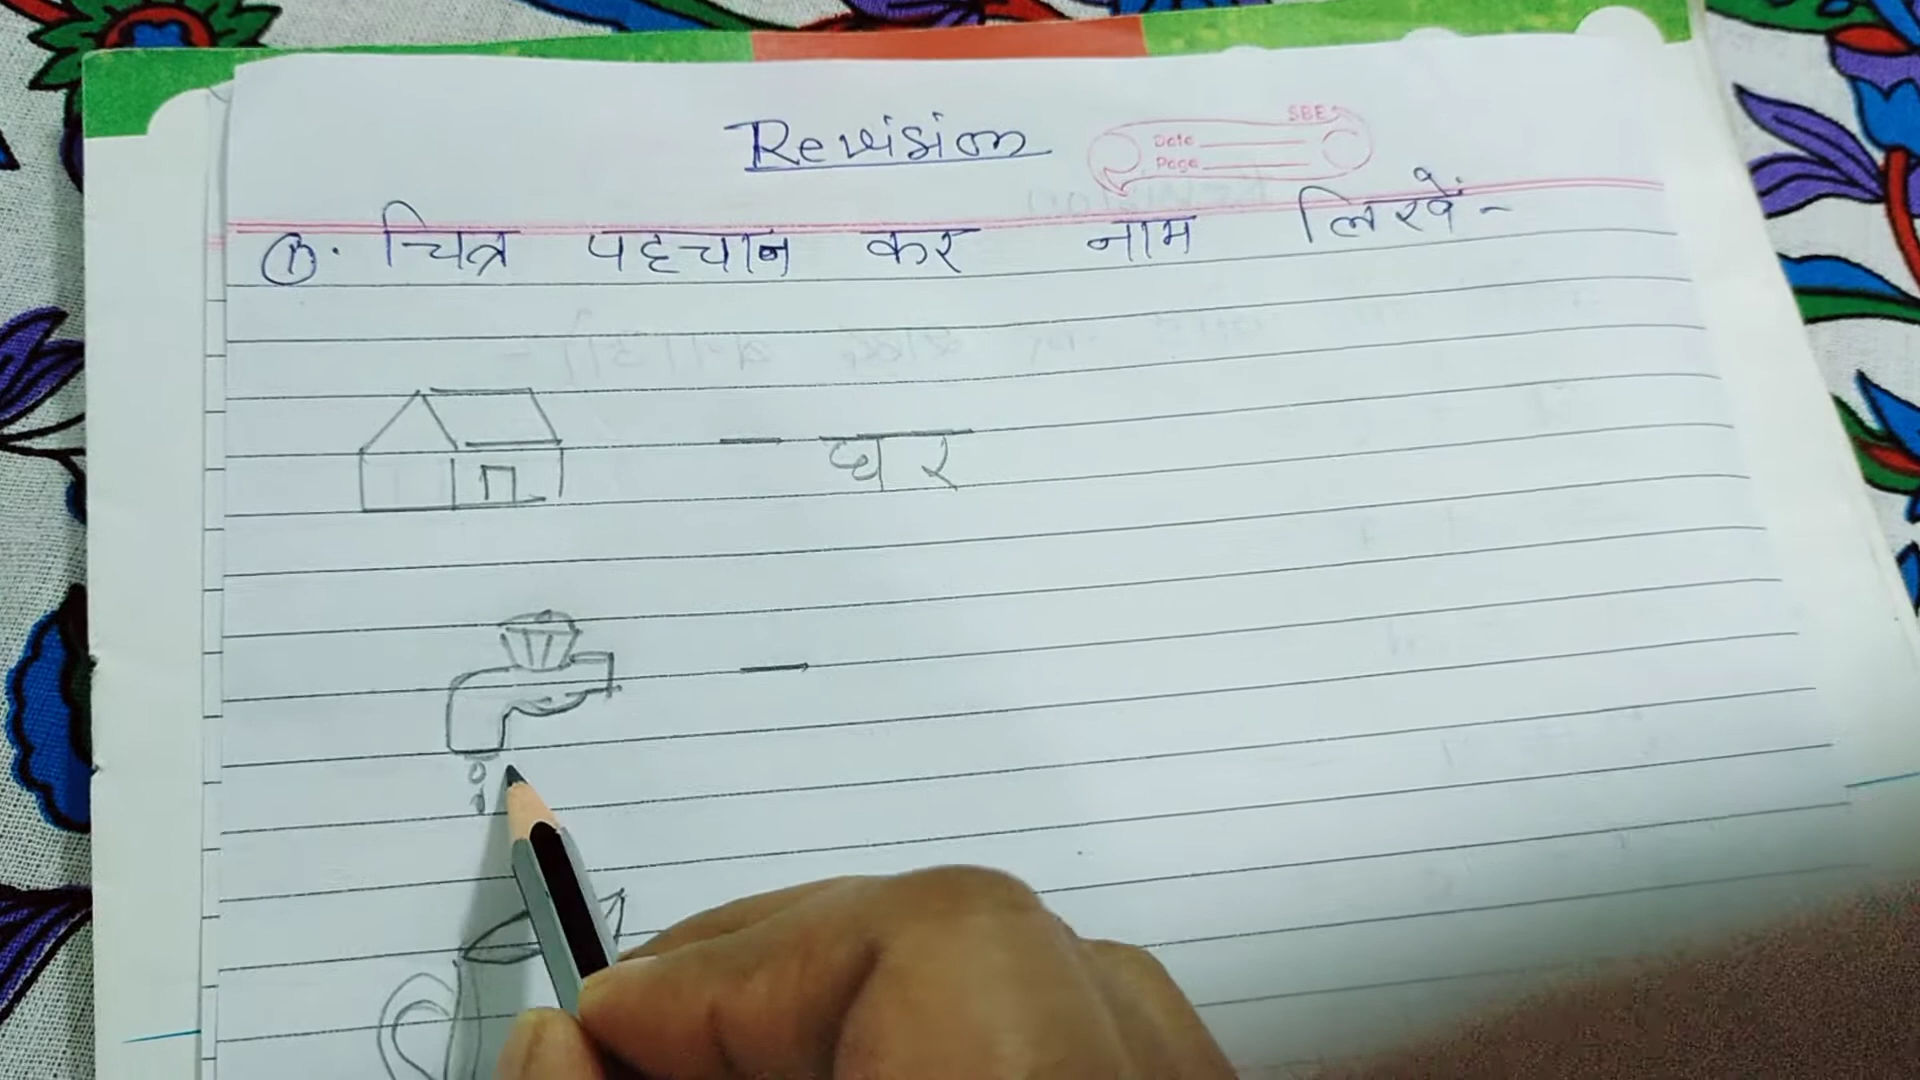 Revision
SBE
Date
Page
①. चित्र पहचान कर नाम लिखें -
— घर
—